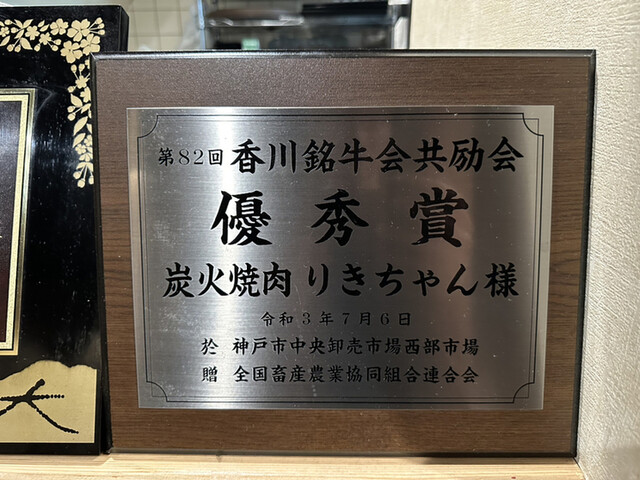 第82回 香川銘牛会共励会
優秀賞
炭火焼肉 りきちゃん様
令和3年7月6日
於 神戸市中央卸売市場西部市場
贈 全国畜産農業協同組合連合会